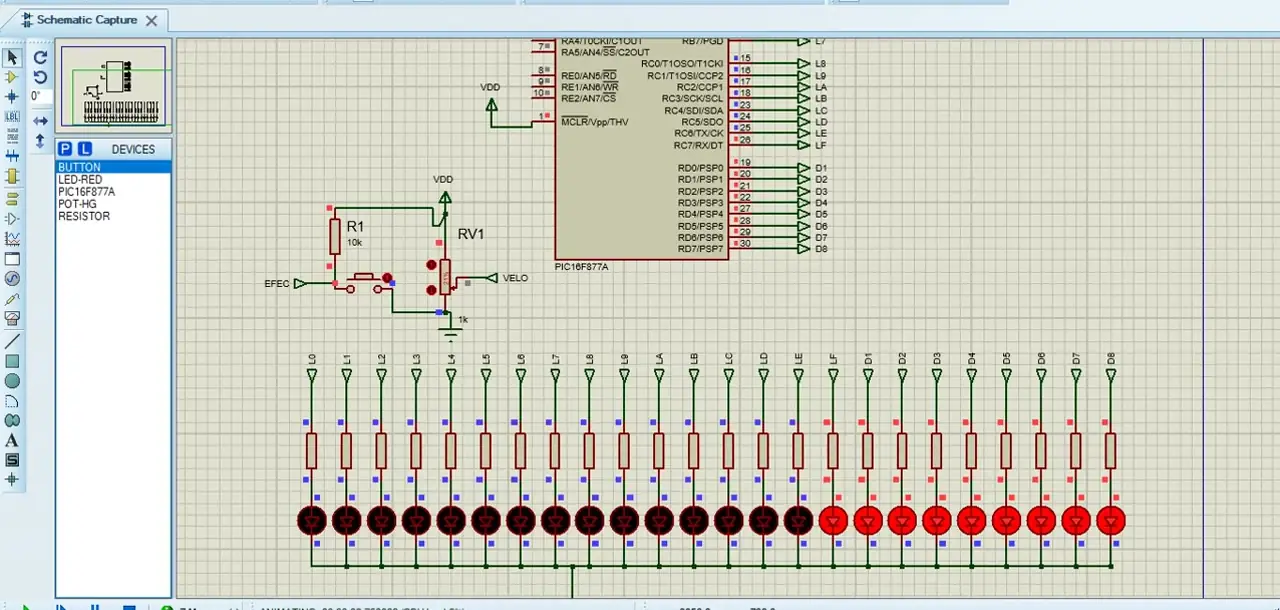 Schematic Capture
0°
P L DEVICES
BUTTON
LED-RED
PIC16F877A
POT-HG
RESISTOR
LBL
A
S
RA4/T0CKI/C1OUT
7 RA5/AN4/SS/C2OUT
8 RE0/AN5/RD
9 RE1/AN6/WR
10 RE2/AN7/CS
1 MCLR/Vpp/THV
VDD
RB7/PGD L7
RC0/T1OSO/T1CKI 15 L8
RC1/T1OSI/CCP2 16 L9
RC2/CCP1 17 LA
RC3/SCK/SCL 18 LB
RC4/SDI/SDA 23 LC
RC5/SDO 24 LD
RC6/TX/CK 25 LE
RC7/RX/DT 26 LF
RD0/PSP0 19 D1
RD1/PSP1 20 D2
RD2/PSP2 21 D3
RD3/PSP3 22 D4
RD4/PSP4 27 D5
RD5/PSP5 28 D6
RD6/PSP6 29 D7
RD7/PSP7 30 D8
PIC16F877A
VDD
R1
10k
RV1
EFEC
VELO
1k
L0 L1 L2 L3 L4 L5 L6 L7 L8 L9 LA LB LC LD LE LF D1 D2 D3 D4 D5 D6 D7 D8